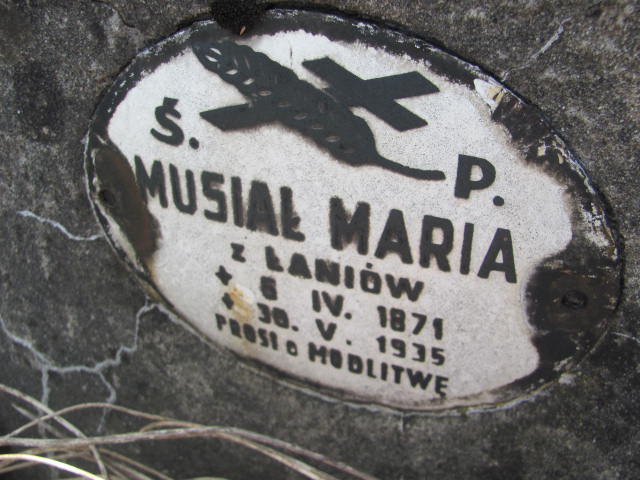 Ś. P.
MUSIAŁ MARIA
z ŁANIÓW
+ 6 IV. 1871
+ 30. V. 1935
PROSI o MODLITWĘ